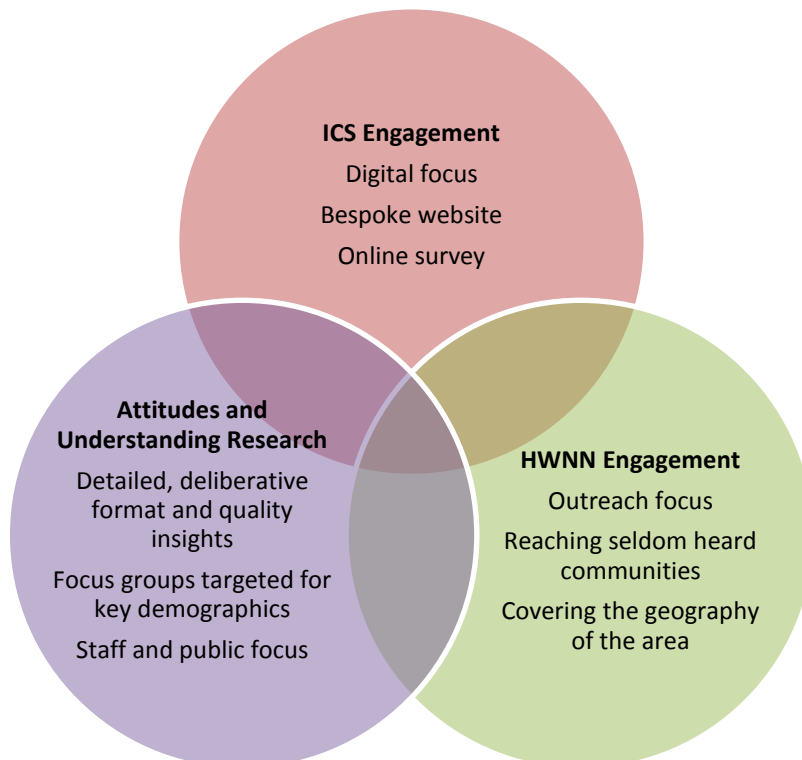 ICS Engagement
Digital focus
Bespoke website
Online survey
Attitudes and
Understanding Research
Detailed, deliberative
format and quality
insights
Focus groups targeted for
key demographics
Staff and public focus
HWNN Engagement
Outreach focus
Reaching seldom heard
communities
Covering the geography
of the area